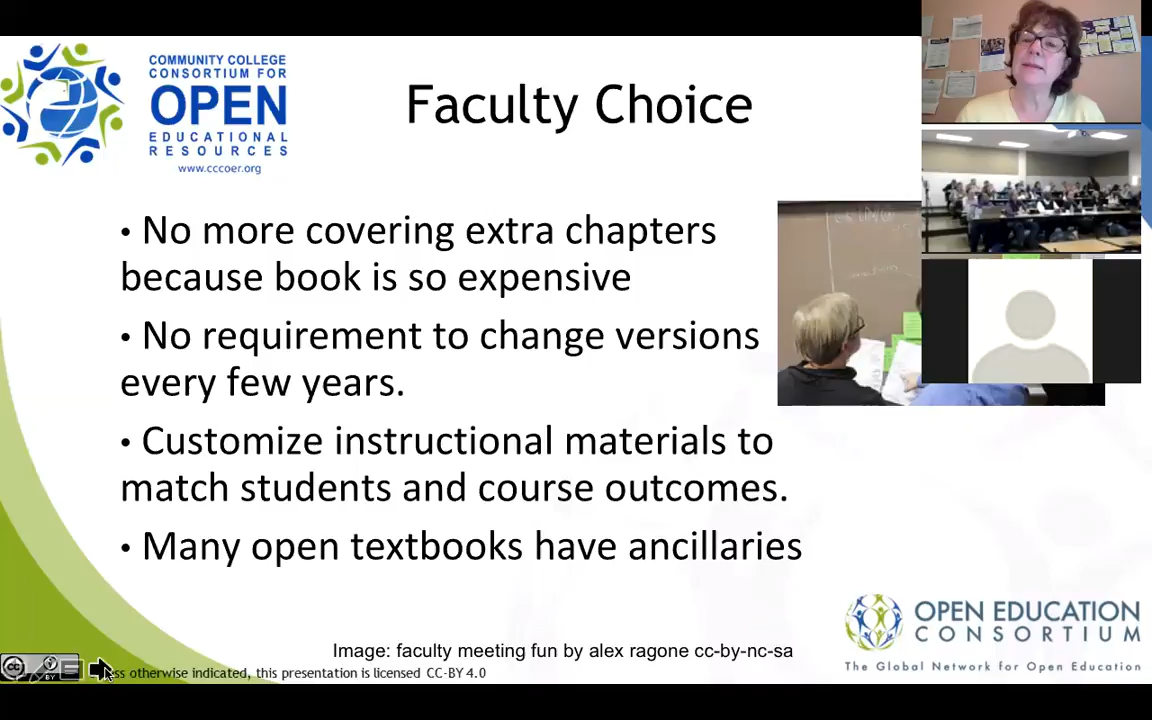 COMMUNITY COLLEGE
CONSORTIUM FOR
OPEN
EDUCATIONAL
RESOURCES
www.cccoer.org
Faculty Choice
• No more covering extra chapters
because book is so expensive
• No requirement to change versions
every few years.
• Customize instructional materials to
match students and course outcomes.
• Many open textbooks have ancillaries
OPEN EDUCATION
CONSORTIUM
The Global Network for Open Education
Image: faculty meeting fun by alex ragone cc-by-nc-sa
cc
BY
otherwise indicated, this presentation is licensed CC-BY 4.0